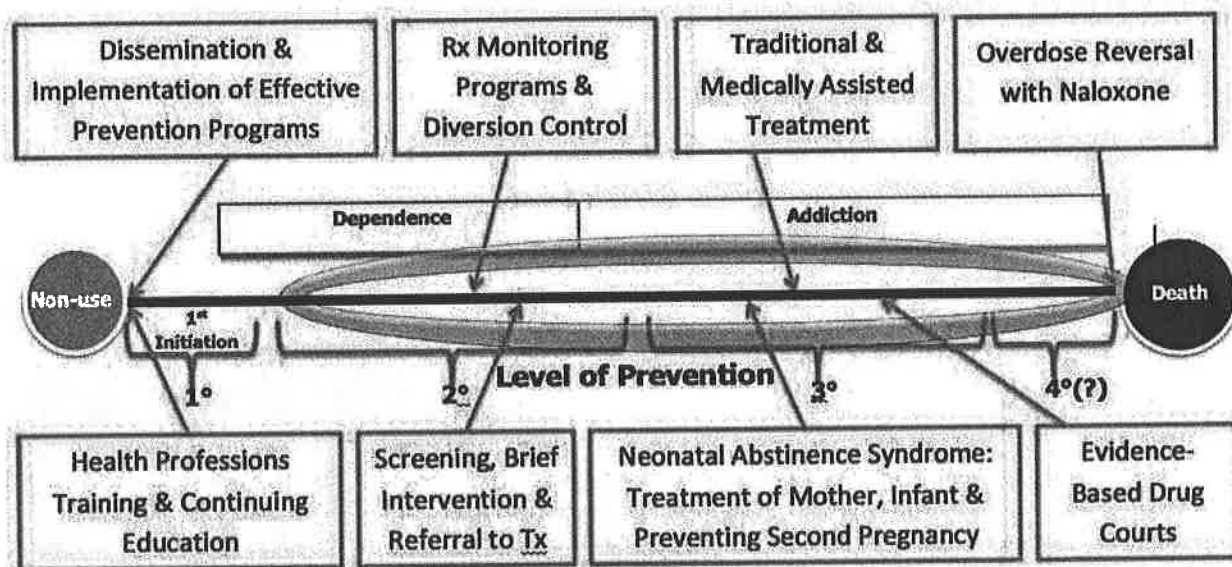 Dissemination &
Implementation of Effective
Prevention Programs
Rx Monitoring
Programs &
Diversion Control
Traditional &
Medically Assisted
Treatment
Overdose Reversal
with Naloxone
Dependence
Addiction
Non-use
Death
1st
Initiation
1°
2°
Level of Prevention
3°
4°(?)
Health Professions
Training & Continuing
Education
Screening, Brief
Intervention &
Referral to Tx
Neonatal Abstinence Syndrome:
Treatment of Mother, Infant &
Preventing Second Pregnancy
Evidence-
Based Drug
Courts